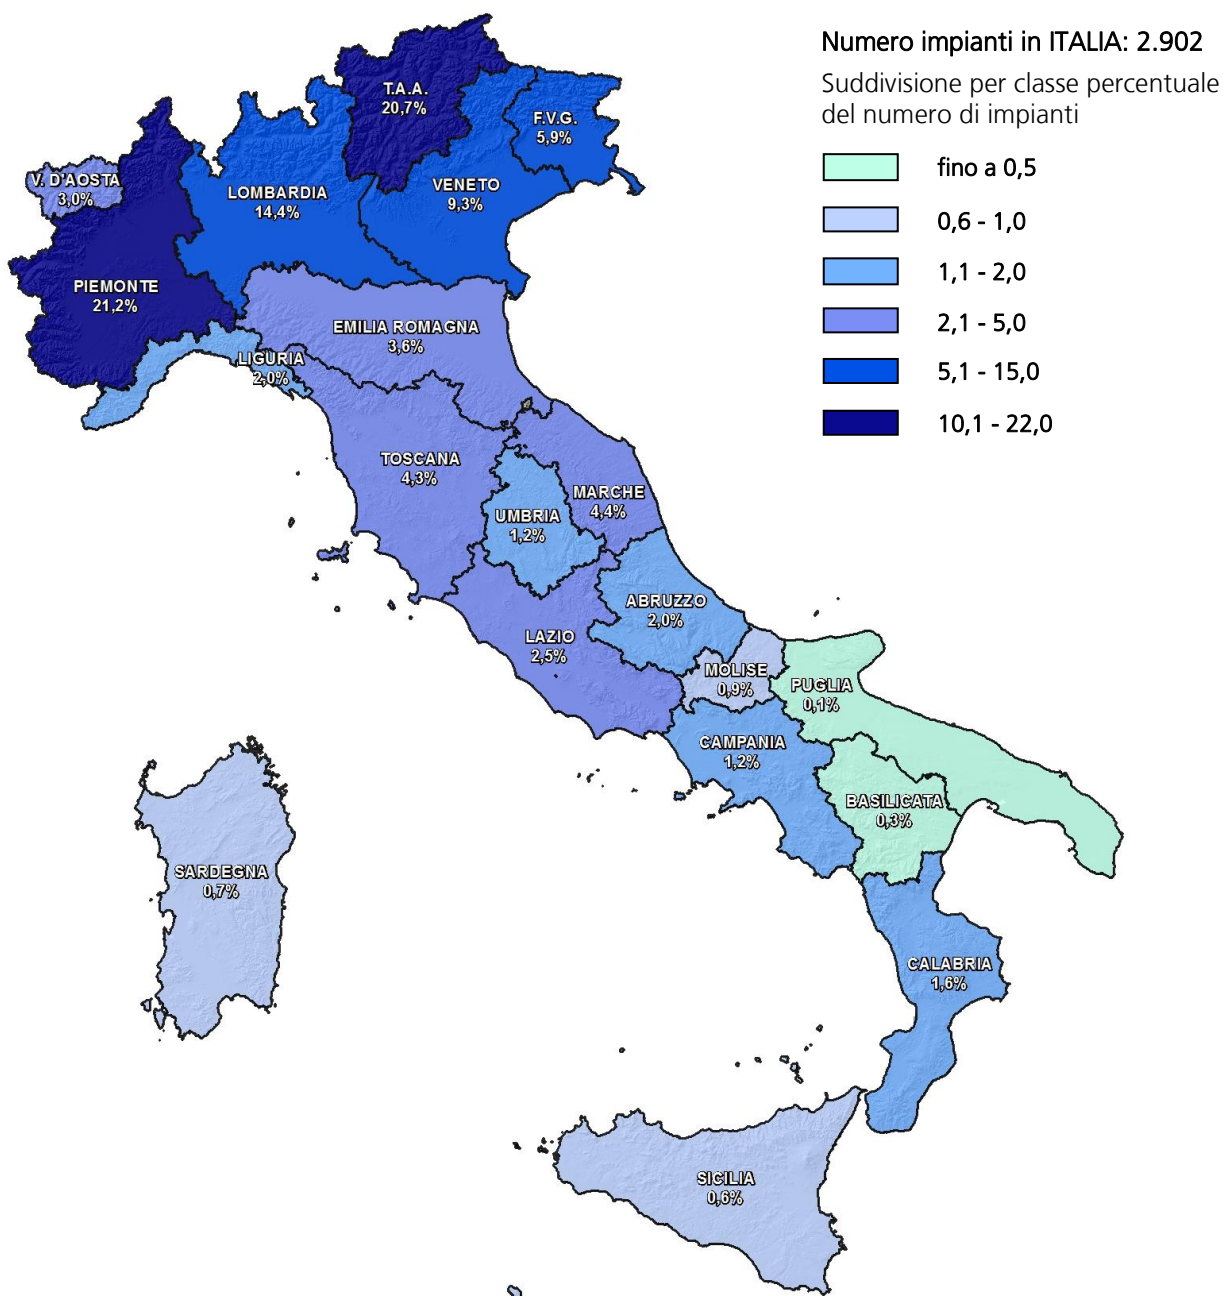 Numero impianti in ITALIA: 2.902
Suddivisione per classe percentuale
del numero di impianti
fino a 0,5
0,6 - 1,0
1,1 - 2,0
2,1 - 5,0
5,1 - 15,0
10,1 - 22,0
T.A.A.
20,7%
F.V.G.
5,9%
V. D'AOSTA
3,0%
LOMBARDIA
14,4%
VENETO
9,3%
PIEMONTE
21,2%
EMILIA ROMAGNA
3,6%
LIGURIA
2,0%
TOSCANA
4,3%
MARCHE
4,4%
UMBRIA
1,2%
ABRUZZO
2,0%
LAZIO
2,5%
MOLISE
0,9%
PUGLIA
0,1%
CAMPANIA
1,2%
BASILICATA
0,3%
SARDEGNA
0,7%
CALABRIA
1,6%
SICILIA
0,6%